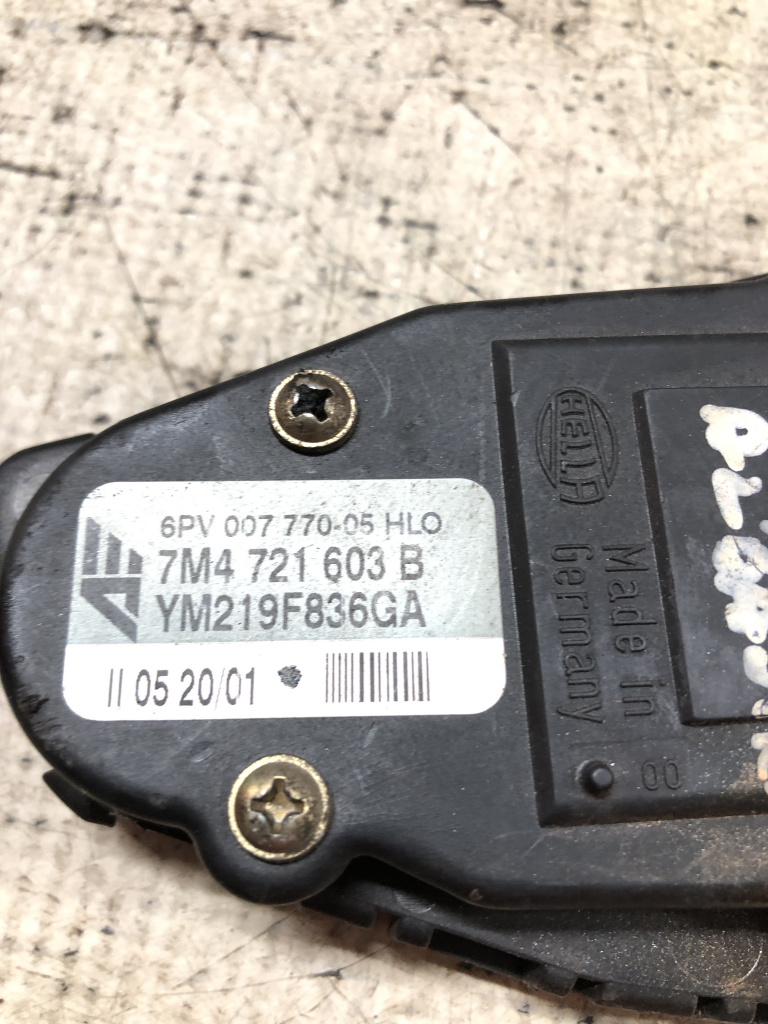 6PV 007 770-05 HLO
7M4 721 603 B
YM219F836GA
II 05 20/01
HELLA
Made in
Germany
00